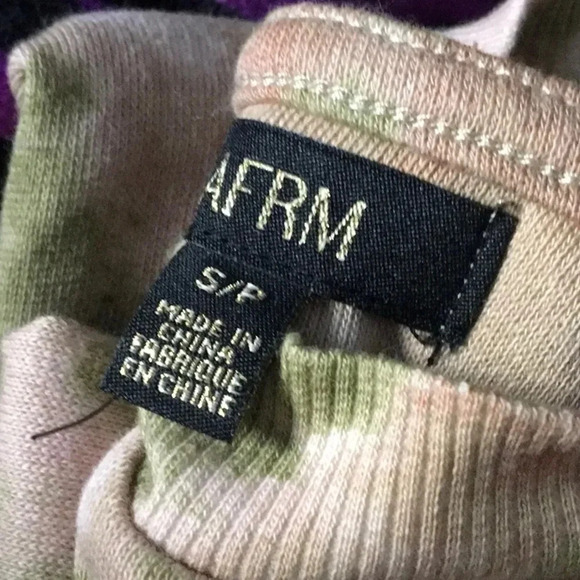 AFRM
S/P
MADE IN
CHINA
FABRIQUE
EN CHINE